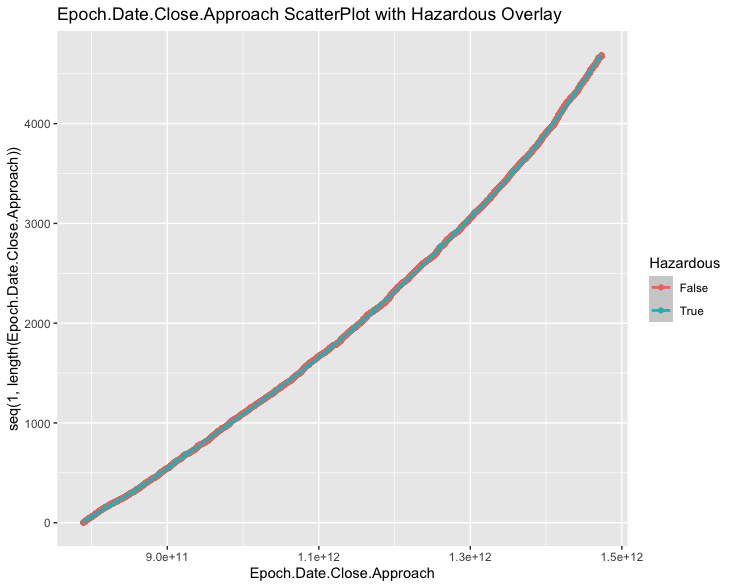 Epoch.Date.Close.Approach ScatterPlot with Hazardous Overlay
seq(1, length(Epoch.Date.Close.Approach))
4000
3000
2000
1000
0
9.0e+11
1.1e+12
1.3e+12
1.5e+12
Epoch.Date.Close.Approach
Hazardous
False
True